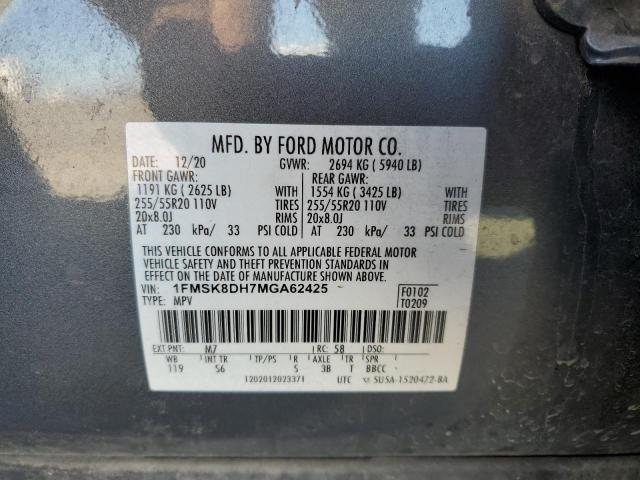 MFD. BY FORD MOTOR CO.
DATE: 12/20 GVWR: 2694 KG ( 5940 LB)
FRONT GAWR: REAR GAWR:
1191 KG ( 2625 LB) WITH 1554 KG ( 3425 LB) WITH
255/55R20 110V TIRES 255/55R20 110V TIRES
20x8.0J RIMS 20x8.0J RIMS
AT 230 kPa/ 33 PSI COLD AT 230 kPa/ 33 PSI COLD
THIS VEHICLE CONFORMS TO ALL APPLICABLE FEDERAL MOTOR
VEHICLE SAFETY AND THEFT PREVENTION STANDARDS IN
EFFECT ON THE DATE OF MANUFACTURE SHOWN ABOVE.
VIN: 1FMSK8DH7MGA62425 F0102
TYPE: MPV T0209
EXT PNT: M7 RC: 58 DSO:
WB INT TR TP/PS R AXLE TR SPR
119 S6 S 3B T BBCC
1202012023371 UTC 5U5A-1520472-BA